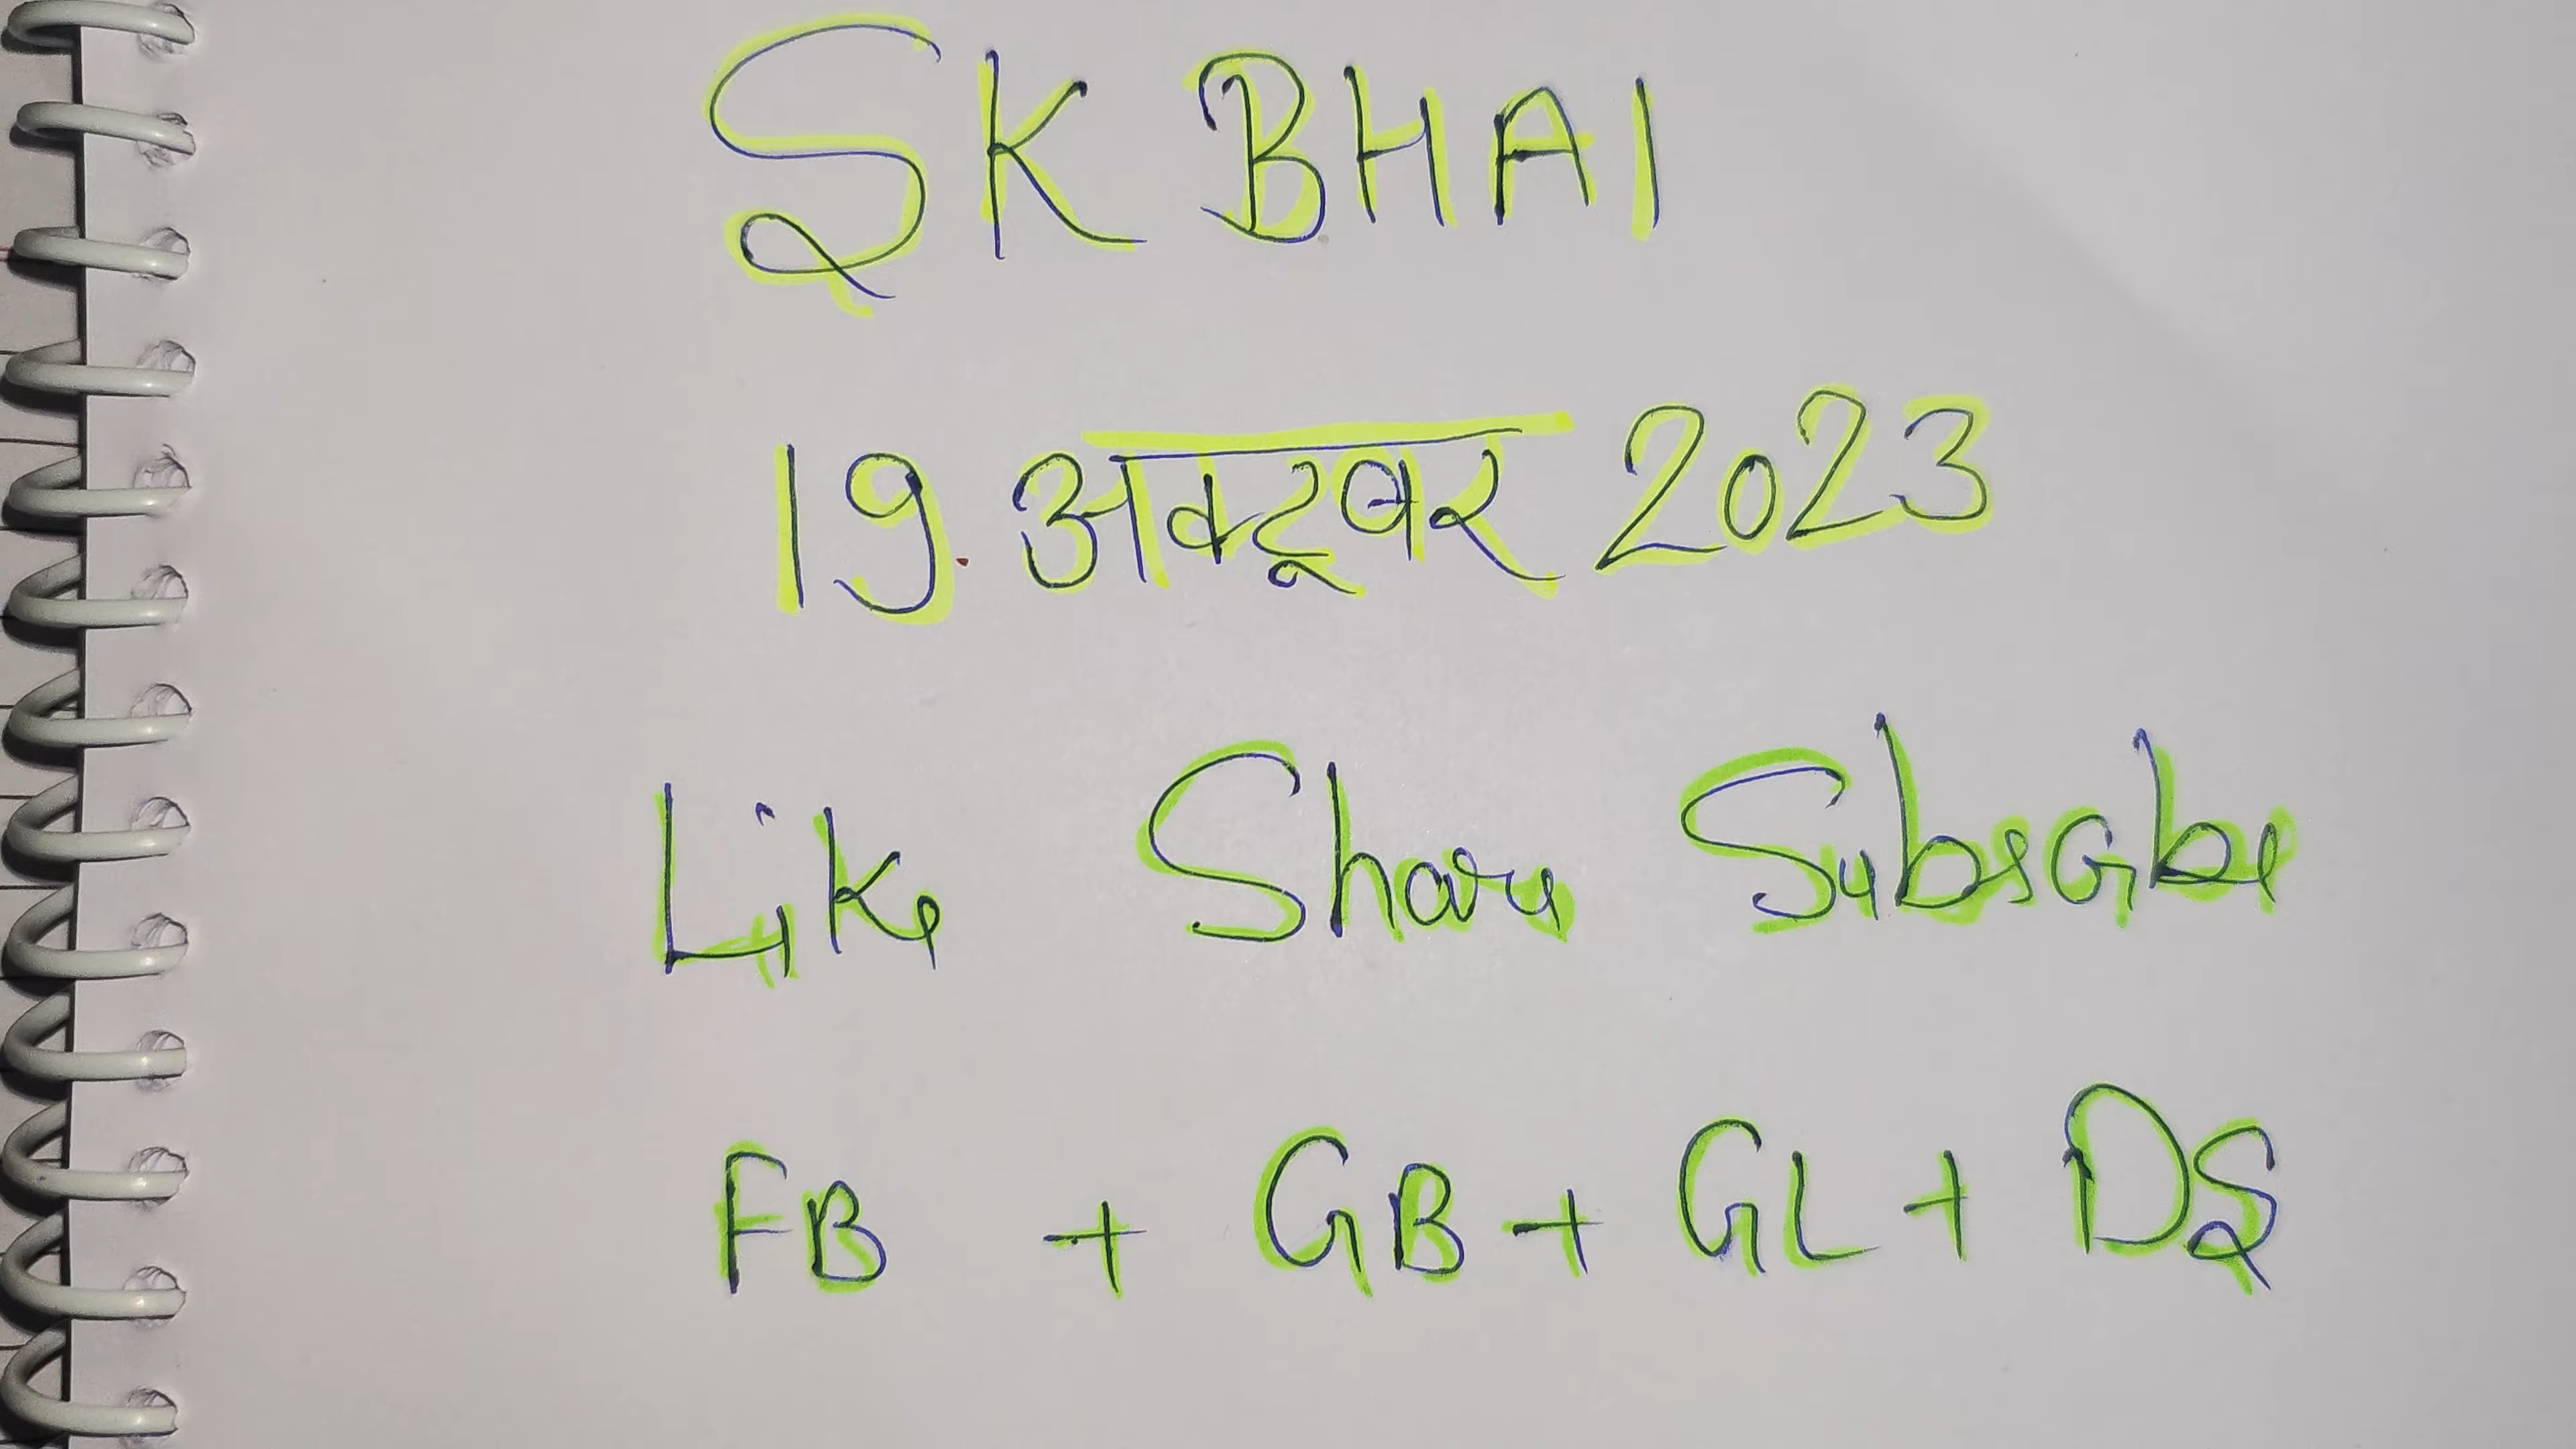 SK BHAI
19. अक्टूबर 2023
Like Share Subscribe
FB + GB + GL + DS